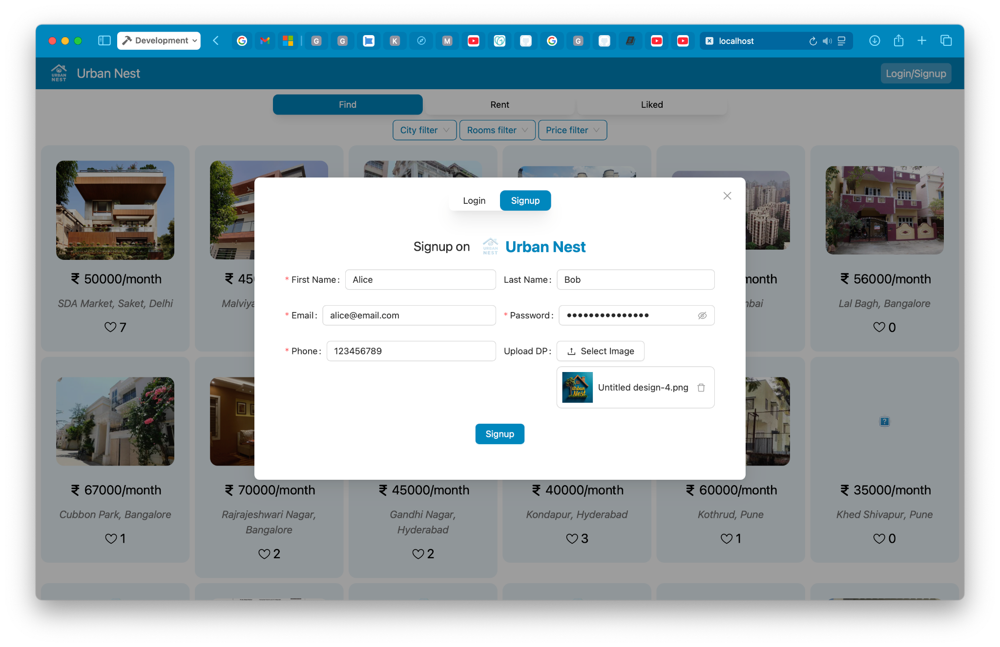 Development
G
G
K
M
G
localhost
URBAN
NEST
Urban Nest
Login/Signup
Find
Rent
Liked
City filter
Rooms filter
Price filter
Login
Signup
Signup on
URBAN
NEST
Urban Nest
* First Name:
Alice
Last Name:
Bob
* Email:
alice@email.com
* Password:
* Phone:
123456789
Upload DP:
Select Image
Urban
Nest
Untitled design-4.png
Signup
₹ 50000/month
SDA Market, Saket, Delhi
7
₹ 45
Malviya
month
₹ 56000/month
Lal Bagh, Bangalore
0
₹ 67000/month
Cubbon Park, Bangalore
1
₹ 70000/month
Rajrajeshwari Nagar,
Bangalore
2
₹ 45000/month
Gandhi Nagar,
Hyderabad
2
₹ 40000/month
Kondapur, Hyderabad
3
₹ 60000/month
Kothrud, Pune
1
?
₹ 35000/month
Khed Shivapur, Pune
0